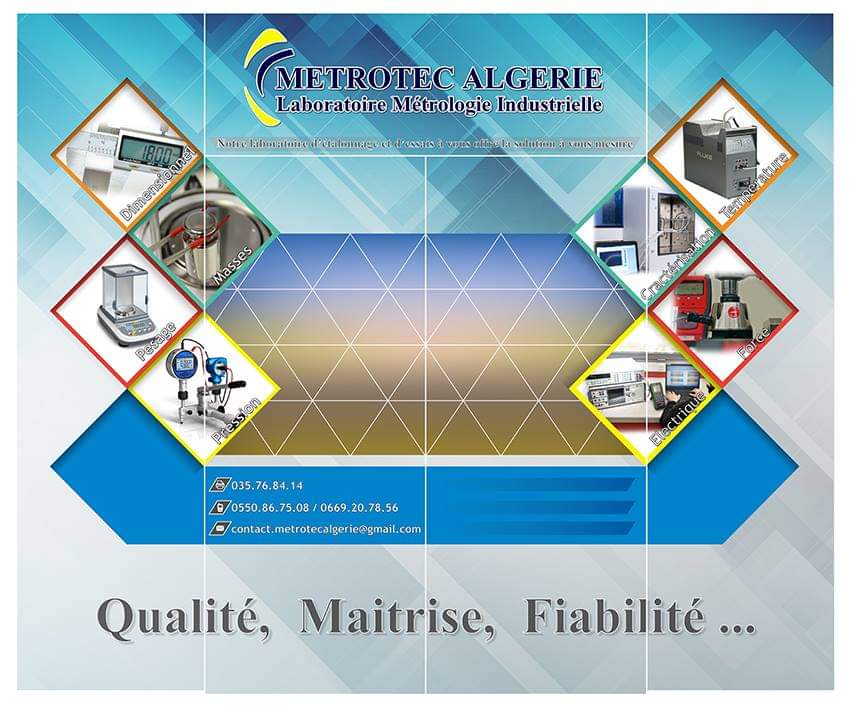 METROTEC ALGERIE
Laboratoire Métrologie Industrielle
Notre laboratoire d'étalonnage et d'essais à vous offre la solution à vous mesure
Dimensionnel
Masses
Pesage
Pression
Température
Cractérisation
Force
Electrique
035.76.84.14
0550.86.75.08 / 0669.20.78.56
contact.metrotecalgerie@gmail.com
Qualité, Maitrise, Fiabilité ...